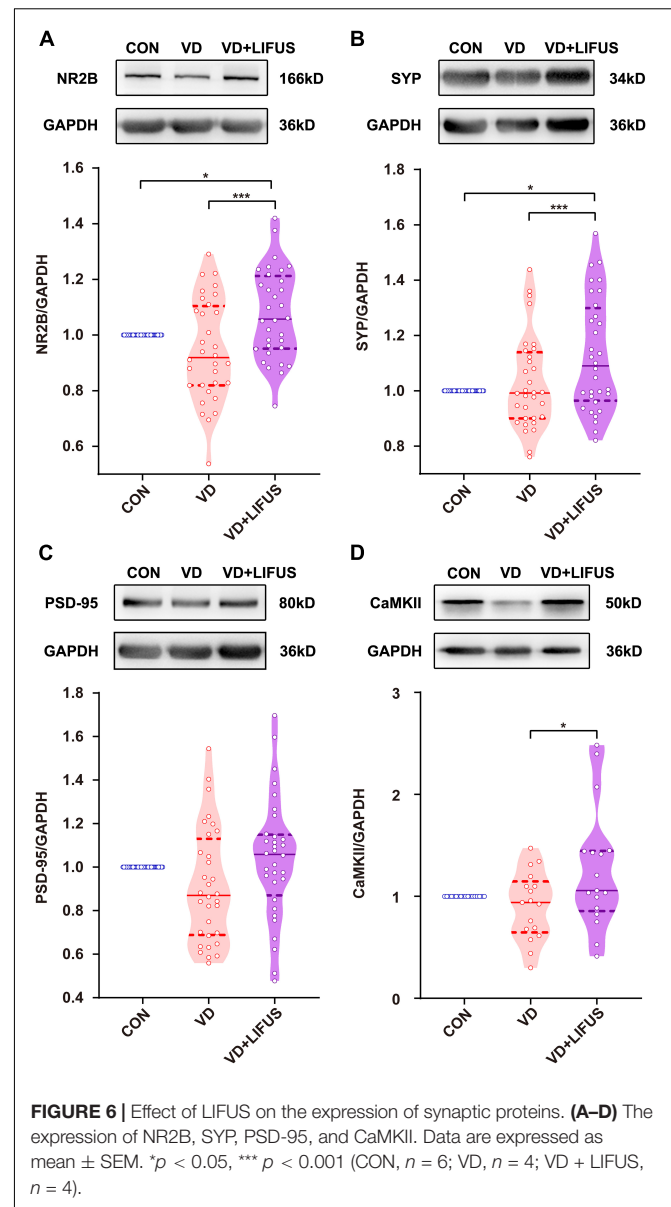 A
CON VD VD+LIFUS
NR2B 166kD
GAPDH 36kD
1.6
1.4
1.2
1.0
0.8
0.6
NR2B/GAPDH
*
***
CON
VD
VD+LIFUS
B
CON VD VD+LIFUS
SYP 34kD
GAPDH 36kD
1.8
1.6
1.4
1.2
1.0
0.8
SYP/GAPDH
*
***
CON
VD
VD+LIFUS
C
CON VD VD+LIFUS
PSD-95 80kD
GAPDH 36kD
1.8
1.6
1.4
1.2
1.0
0.8
0.6
0.4
PSD-95/GAPDH
CON
VD
VD+LIFUS
D
CON VD VD+LIFUS
CaMKII 50kD
GAPDH 36kD
3
2
1
0
CaMKII/GAPDH
*
CON
VD
VD+LIFUS
FIGURE 6 | Effect of LIFUS on the expression of synaptic proteins. (A–D) The
expression of NR2B, SYP, PSD-95, and CaMKII. Data are expressed as
mean ± SEM. *p < 0.05, *** p < 0.001 (CON, n = 6; VD, n = 4; VD + LIFUS,
n = 4).